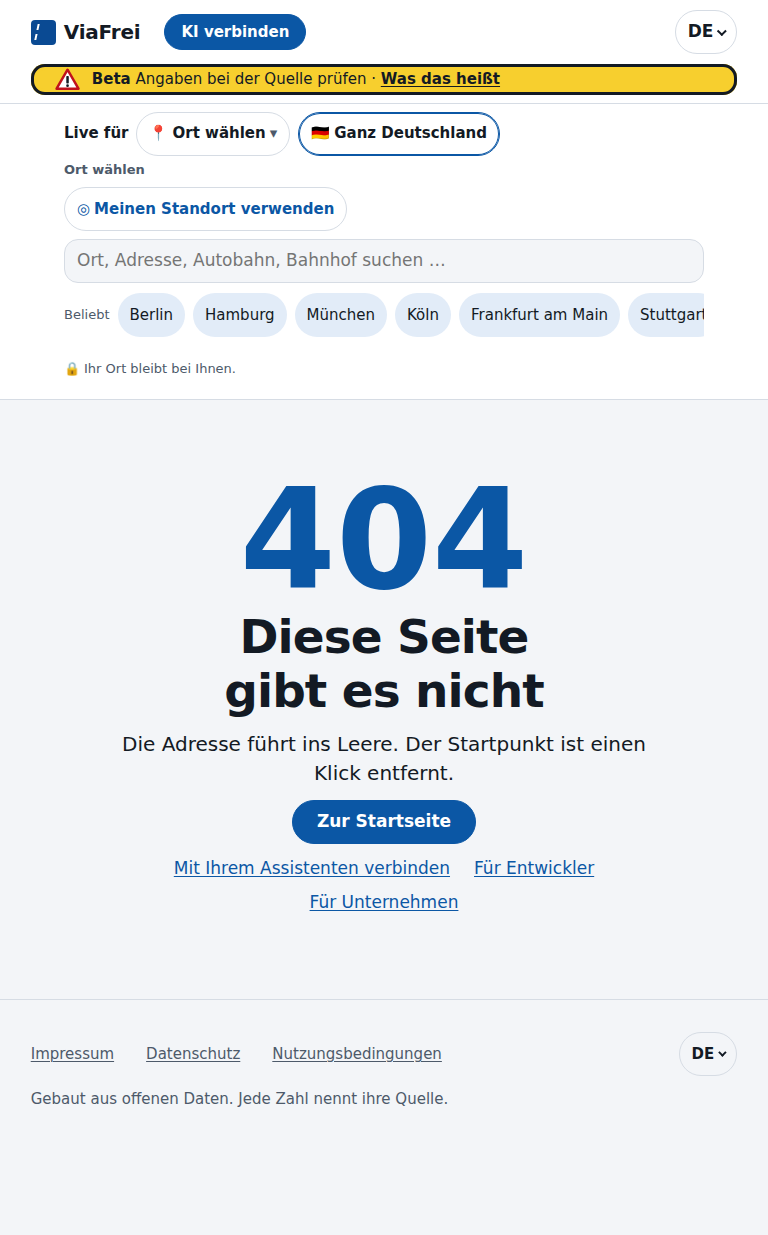 ViaFrei KI verbinden DE
Beta Angaben bei der Quelle prüfen · Was das heißt
Live für 📍 Ort wählen ▾ 🇩🇪 Ganz Deutschland
Ort wählen
◎ Meinen Standort verwenden
Ort, Adresse, Autobahn, Bahnhof suchen …
Beliebt Berlin Hamburg München Köln Frankfurt am Main Stuttgart
🔒 Ihr Ort bleibt bei Ihnen.
404
Diese Seite
gibt es nicht
Die Adresse führt ins Leere. Der Startpunkt ist einen
Klick entfernt.
Zur Startseite
Mit Ihrem Assistenten verbinden Für Entwickler
Für Unternehmen
Impressum Datenschutz Nutzungsbedingungen DE
Gebaut aus offenen Daten. Jede Zahl nennt ihre Quelle.